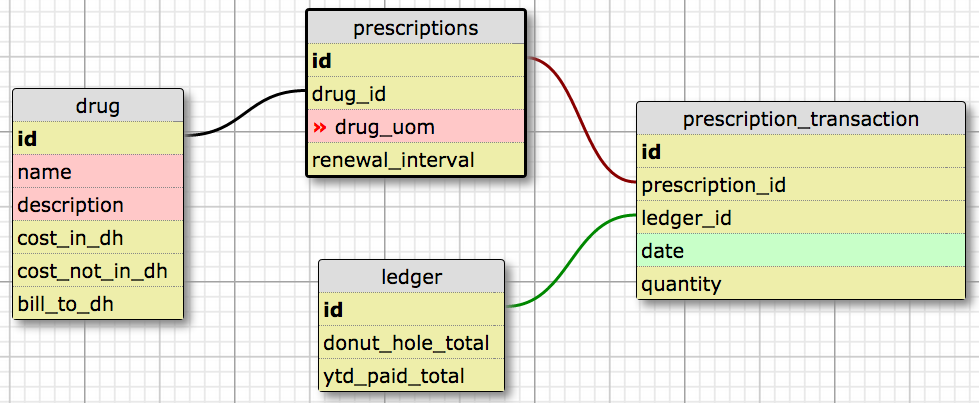 drug
id
name
description
cost_in_dh
cost_not_in_dh
bill_to_dh
prescriptions
id
drug_id
» drug_uom
renewal_interval
ledger
id
donut_hole_total
ytd_paid_total
prescription_transaction
id
prescription_id
ledger_id
date
quantity